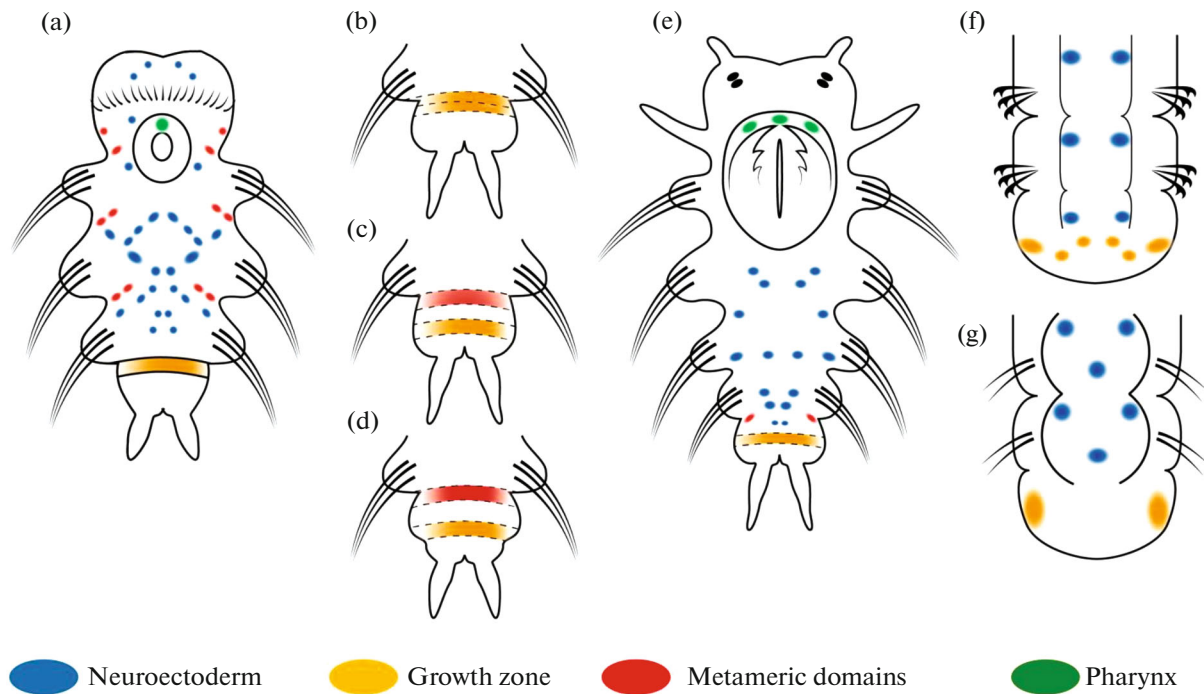 (a)
(b)
(c)
(d)
(e)
(f)
(g)
Neuroectoderm
Growth zone
Metameric domains
Pharynx